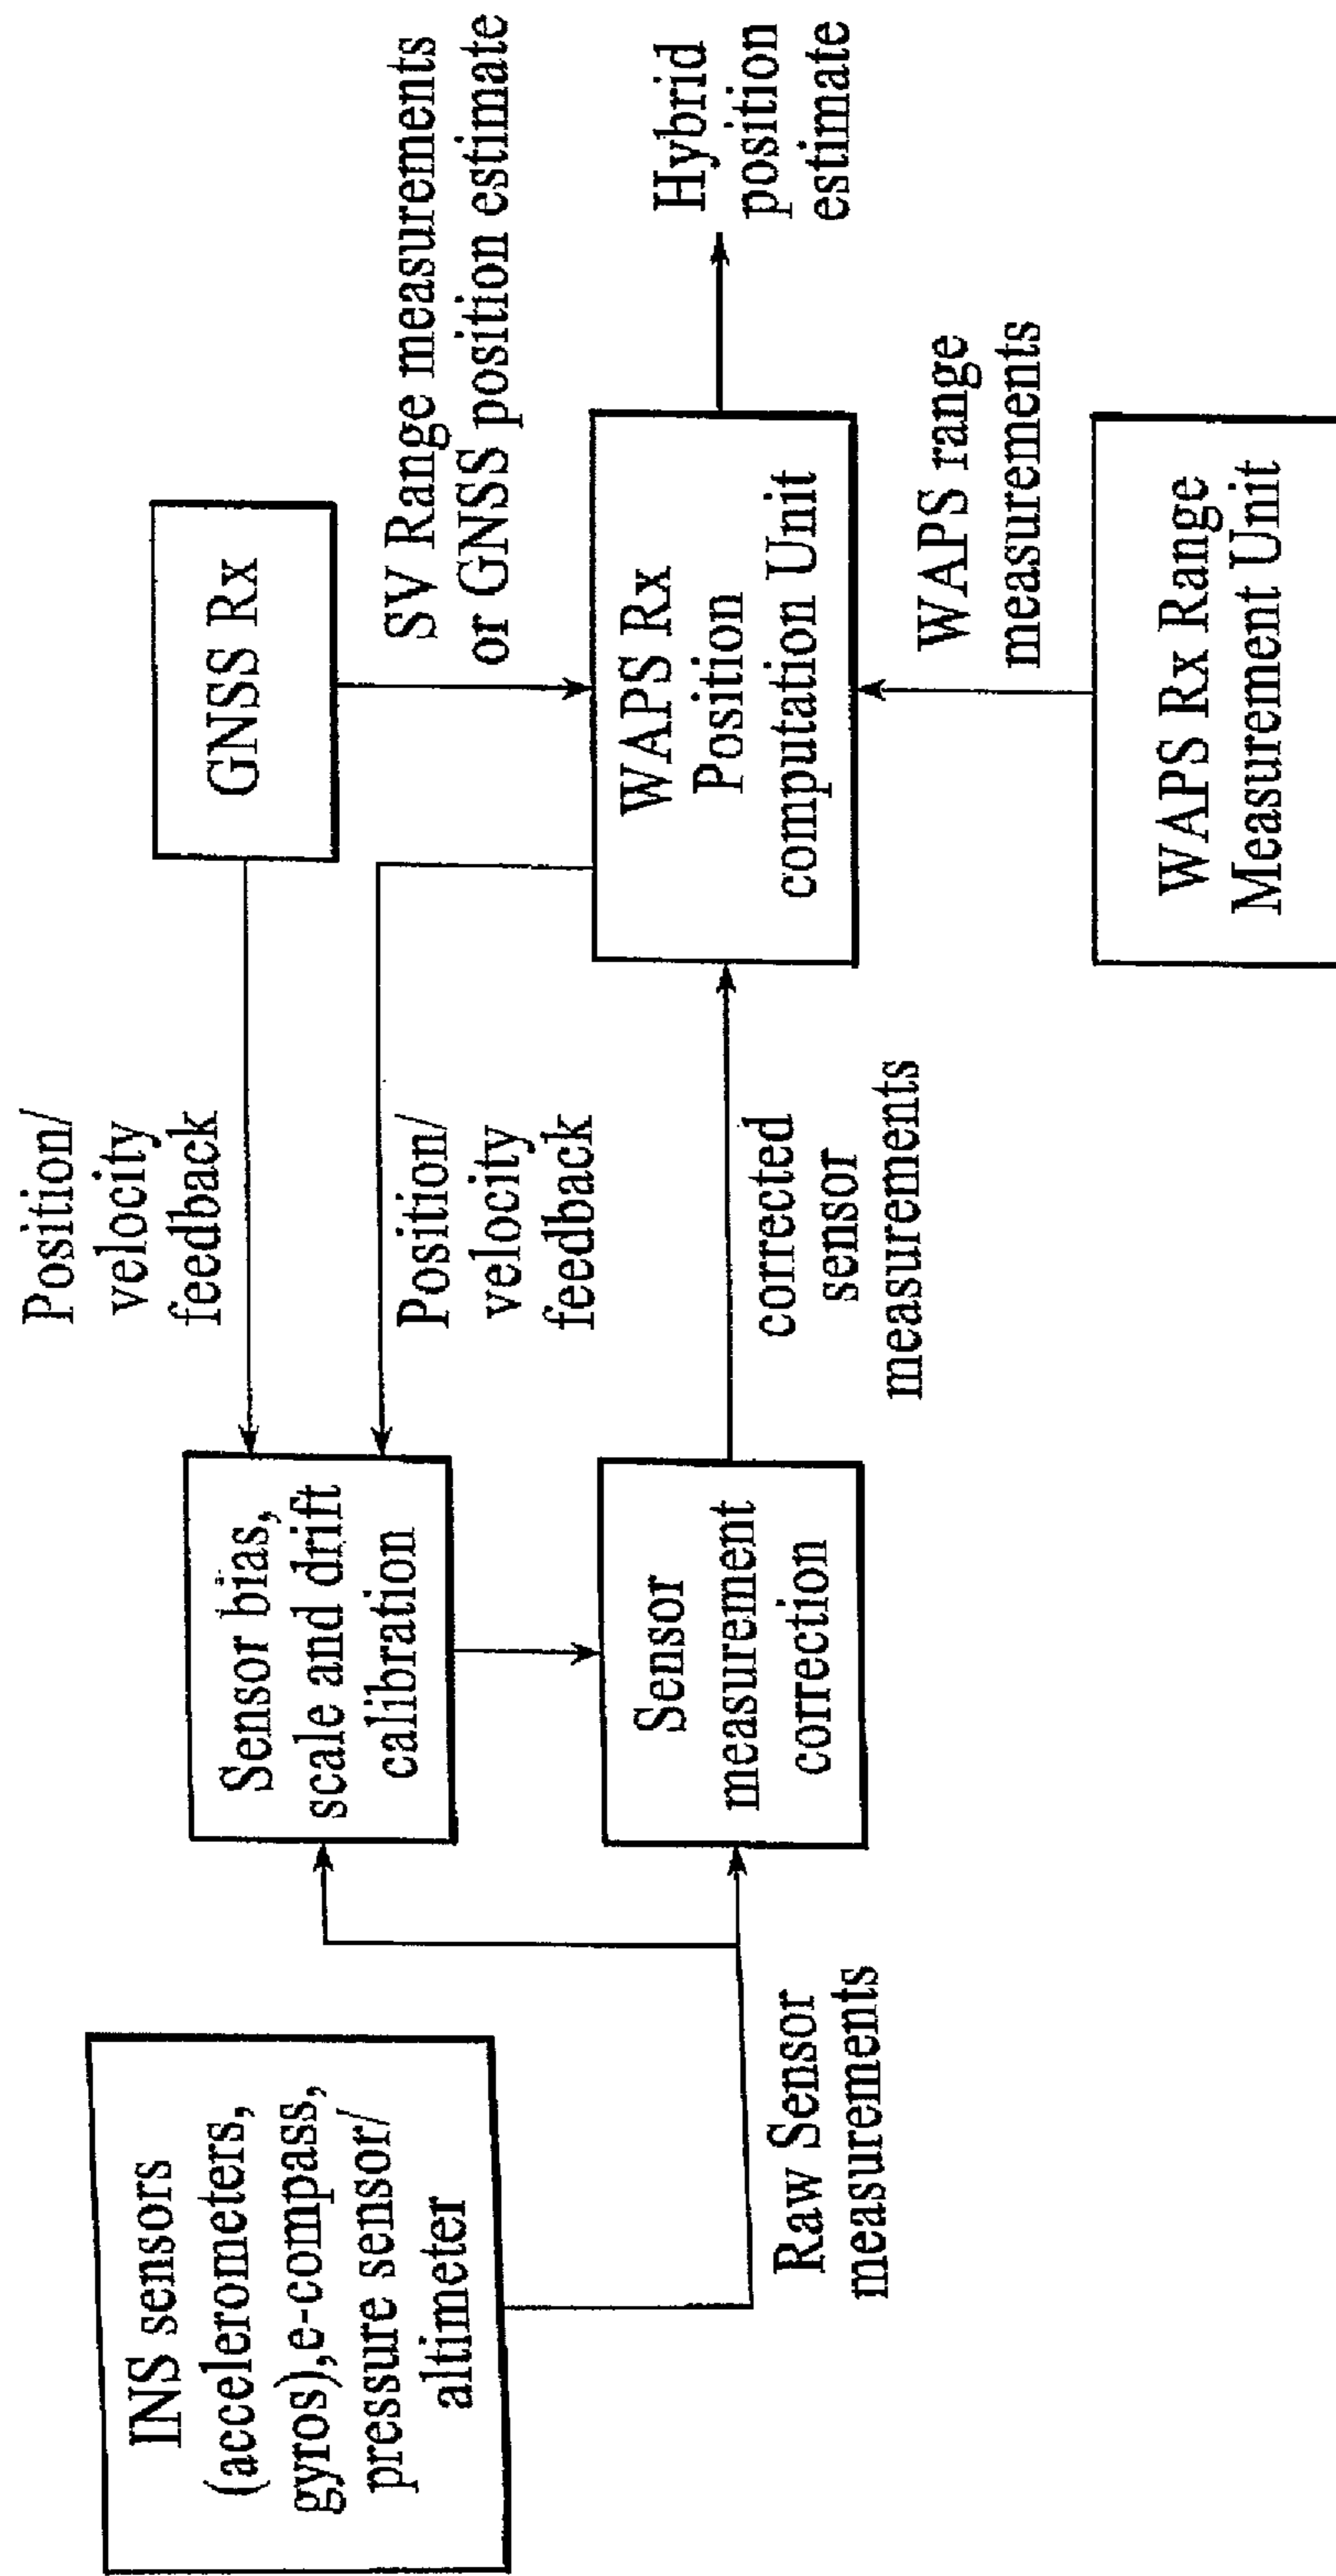 INS sensors
(accelerometers,
gyros),e-compass,
pressure sensor/
altimeter
Raw Sensor
measurements
Sensor bias,
scale and drift
calibration
Sensor
measurement
correction
Position/
velocity
feedback
Position/
velocity
feedback
corrected
sensor
measurements
GNSS Rx
SV Range measurements
or GNSS position estimate
WAPS Rx
Position
computation Unit
Hybrid
position
estimate
WAPS range
measurements
WAPS Rx Range
Measurement Unit